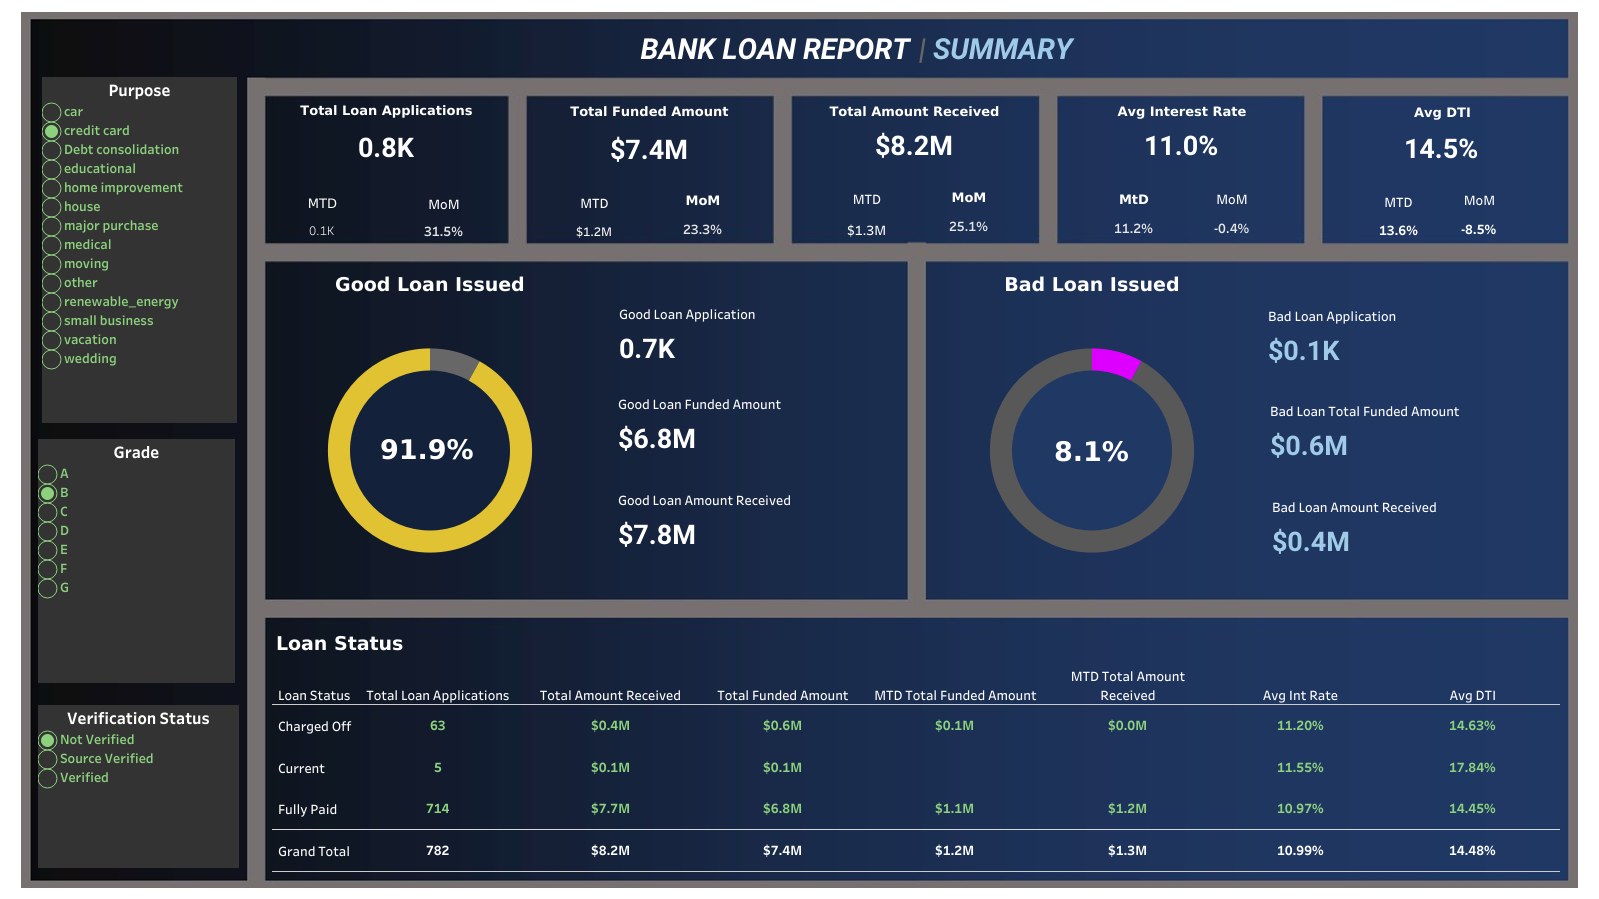 BANK LOAN REPORT | SUMMARY
Purpose
car
credit card
Debt consolidation
educational
home improvement
house
major purchase
medical
moving
other
renewable_energy
small business
vacation
wedding
Grade
A
B
C
D
E
F
G
Verification Status
Not Verified
Source Verified
Verified
Total Loan Applications
0.8K
MTD MoM
0.1K 31.5%
Total Funded Amount
$7.4M
MTD MoM
$1.2M 23.3%
Total Amount Received
$8.2M
MTD MoM
$1.3M 25.1%
Avg Interest Rate
11.0%
MtD MoM
11.2% -0.4%
Avg DTI
14.5%
MTD MoM
13.6% -8.5%
Good Loan Issued
91.9%
Good Loan Application
0.7K
Good Loan Funded Amount
$6.8M
Good Loan Amount Received
$7.8M
Bad Loan Issued
8.1%
Bad Loan Application
$0.1K
Bad Loan Total Funded Amount
$0.6M
Bad Loan Amount Received
$0.4M
Loan Status
Loan Status Total Loan Applications Total Amount Received Total Funded Amount MTD Total Funded Amount MTD Total Amount Received Avg Int Rate Avg DTI
Charged Off 63 $0.4M $0.6M $0.1M $0.0M 11.20% 14.63%
Current 5 $0.1M $0.1M 11.55% 17.84%
Fully Paid 714 $7.7M $6.8M $1.1M $1.2M 10.97% 14.45%
Grand Total 782 $8.2M $7.4M $1.2M $1.3M 10.99% 14.48%